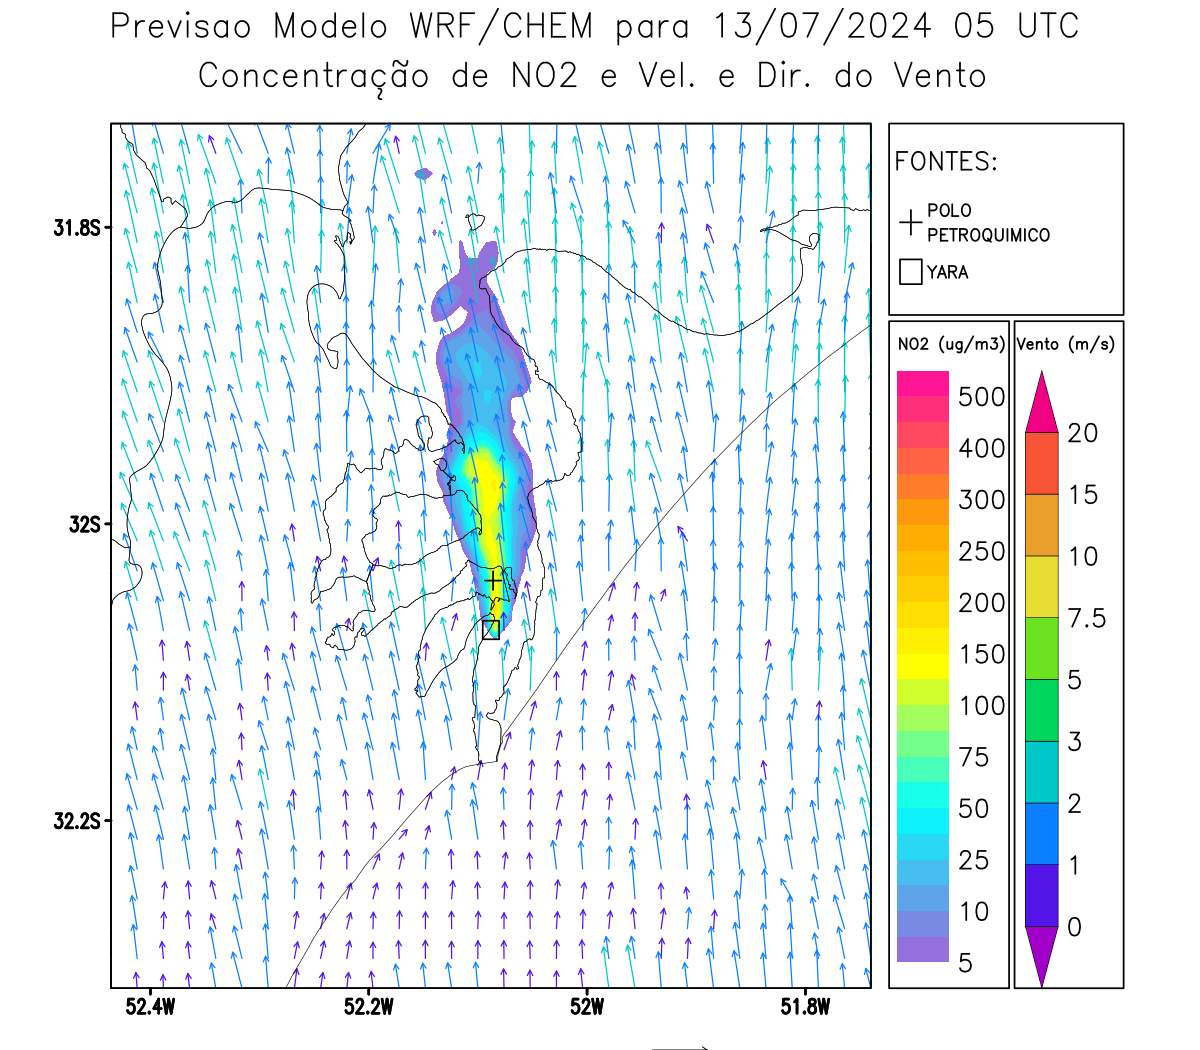 Previsao Modelo WRF/CHEM para 13/07/2024 05 UTC
Concentração de NO2 e Vel. e Dir. do Vento
FONTES:
POLO
PETROQUIMICO
YARA
NO2 (ug/m3)
Vento (m/s)
500
400
300
250
200
150
100
75
50
25
10
5
20
15
10
7.5
5
3
2
1
0
31.8S
32S
32.2S
52.4W
52.2W
52W
51.8W